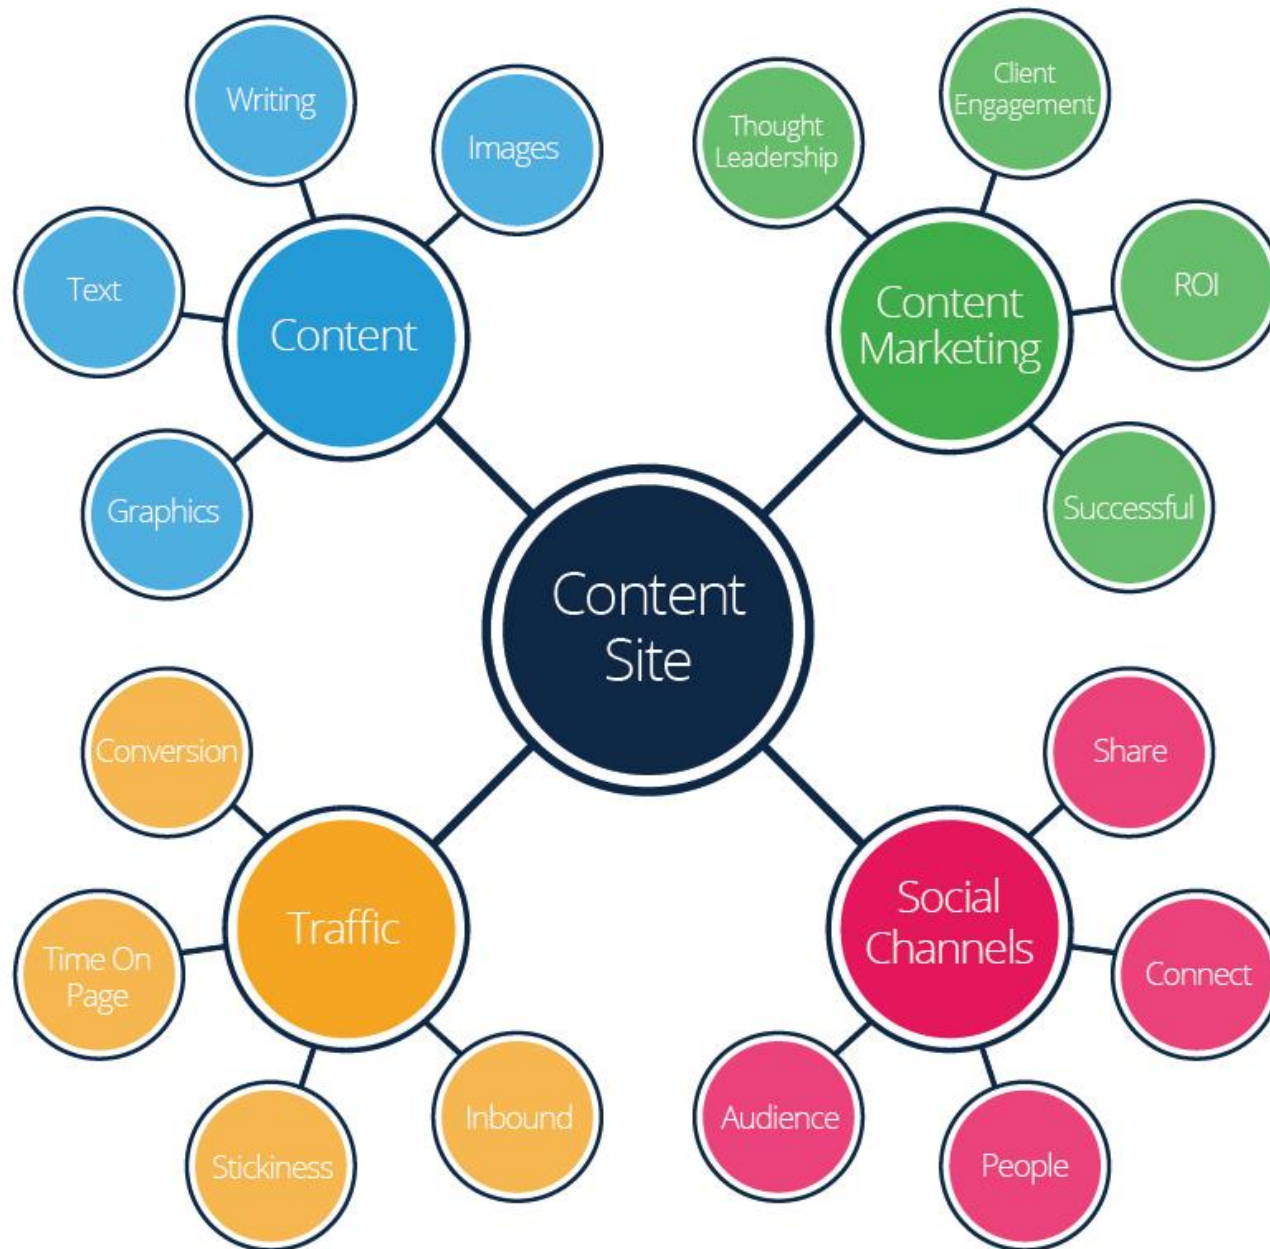 Writing
Images
Text
Content
Graphics
Thought
Leadership
Client
Engagement
ROI
Content
Marketing
Successful
Content
Site
Conversion
Traffic
Time On
Page
Stickiness
Inbound
Share
Social
Channels
Connect
Audience
People